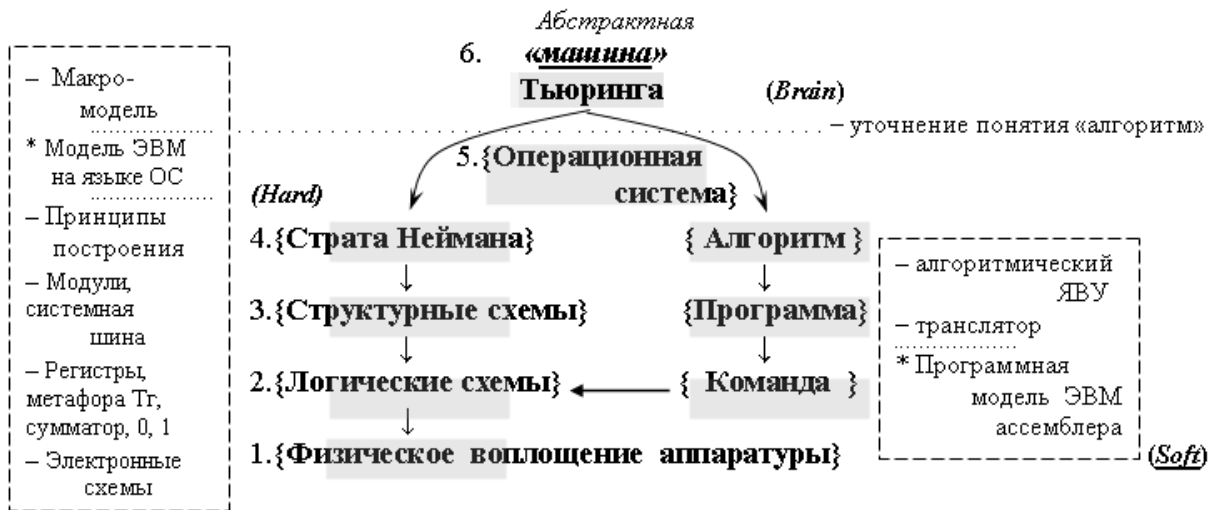 Абстрактная
6. «машина»
Тьюринга (Brain)
– уточнение понятия «алгоритм»
5.{Операционная
система}
(Hard)
4.{Страта Неймана} { Алгоритм }
3.{Структурные схемы} {Программа}
2.{Логические схемы} { Команда }
1.{Физическое воплощение аппаратуры}
– Макро-
модель
* Модель ЭВМ
на языке ОС
– Принципы
построения
– Модули,
системная
шина
– Регистры,
метафора Тг,
сумматор, 0, 1
– Электронные
схемы
– алгоритмический
ЯВУ
– транслятор
* Программная
модель ЭВМ
ассемблера
(Soft)